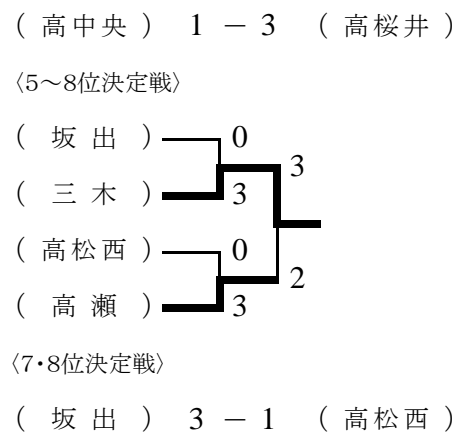 ( 高中央 ) 1 － 3 ( 高桜井 )
〈5～8位決定戦〉
( 坂出 ) 0
3
( 三木 ) 3
( 高松西 ) 0
2
( 高瀬 ) 3
〈7・8位決定戦〉
( 坂出 ) 3 － 1 ( 高松西 )